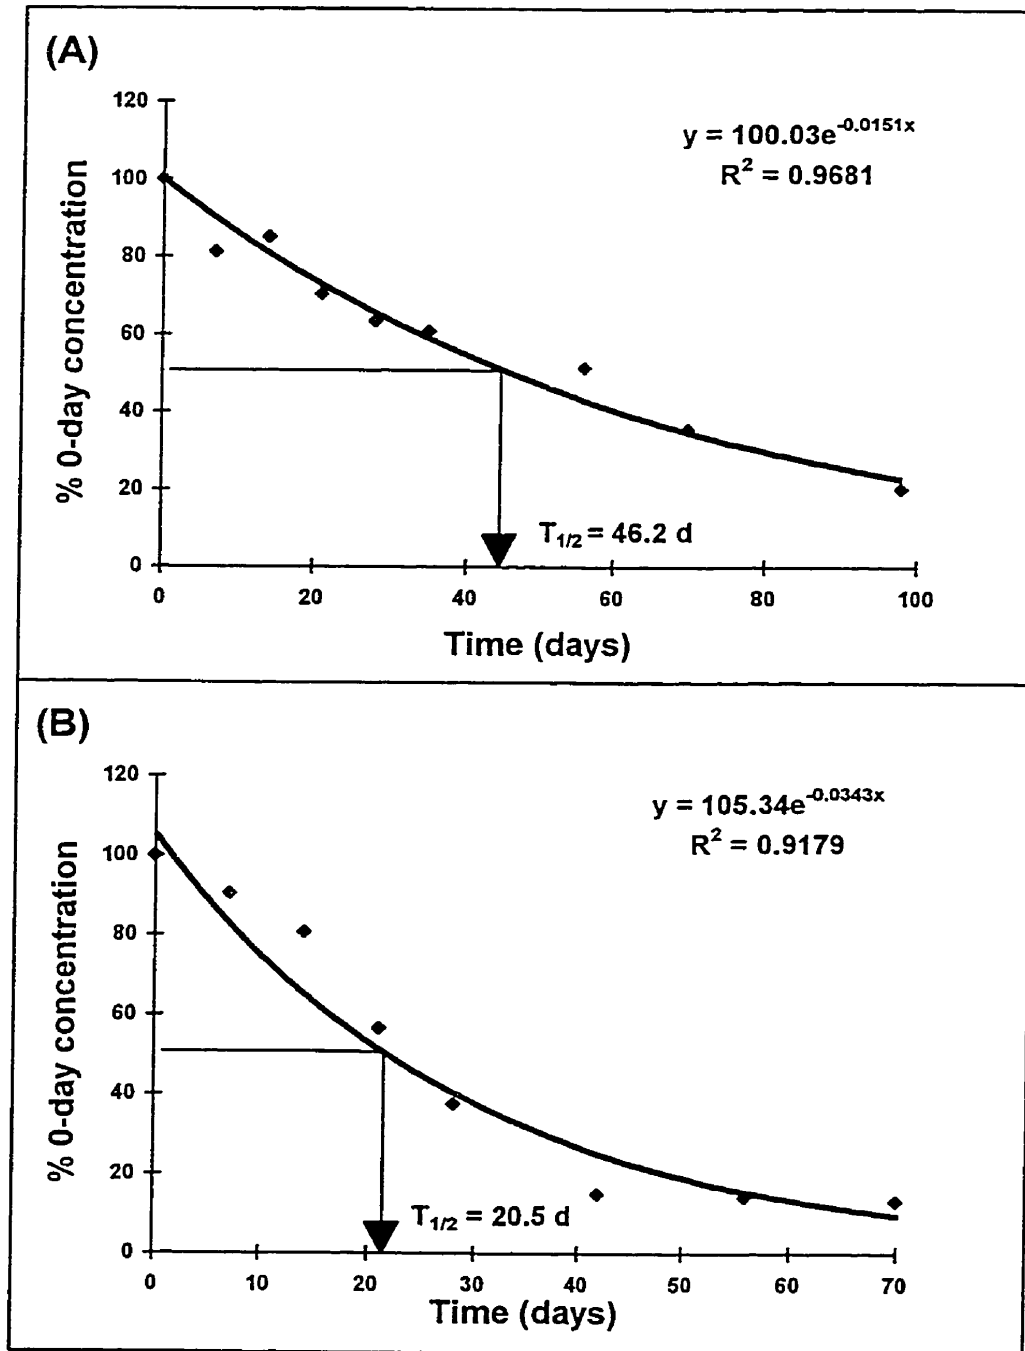 (A)
120
y = 100.03e^-0.0151x
R² = 0.9681
100
80
60
40
20
0
% 0-day concentration
T1/2 = 46.2 d
0 20 40 60 80 100
Time (days)
(B)
120
y = 105.34e^-0.0343x
R² = 0.9179
100
80
60
40
20
0
% 0-day concentration
T1/2 = 20.5 d
0 10 20 30 40 50 60 70
Time (days)